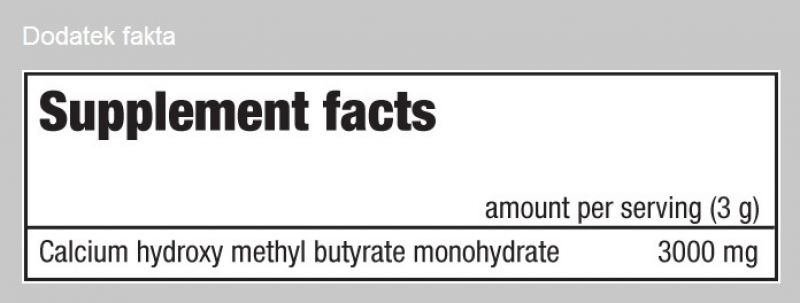 Dodatek fakta
Supplement facts
amount per serving (3 g)
Calcium hydroxy methyl butyrate monohydrate 3000 mg